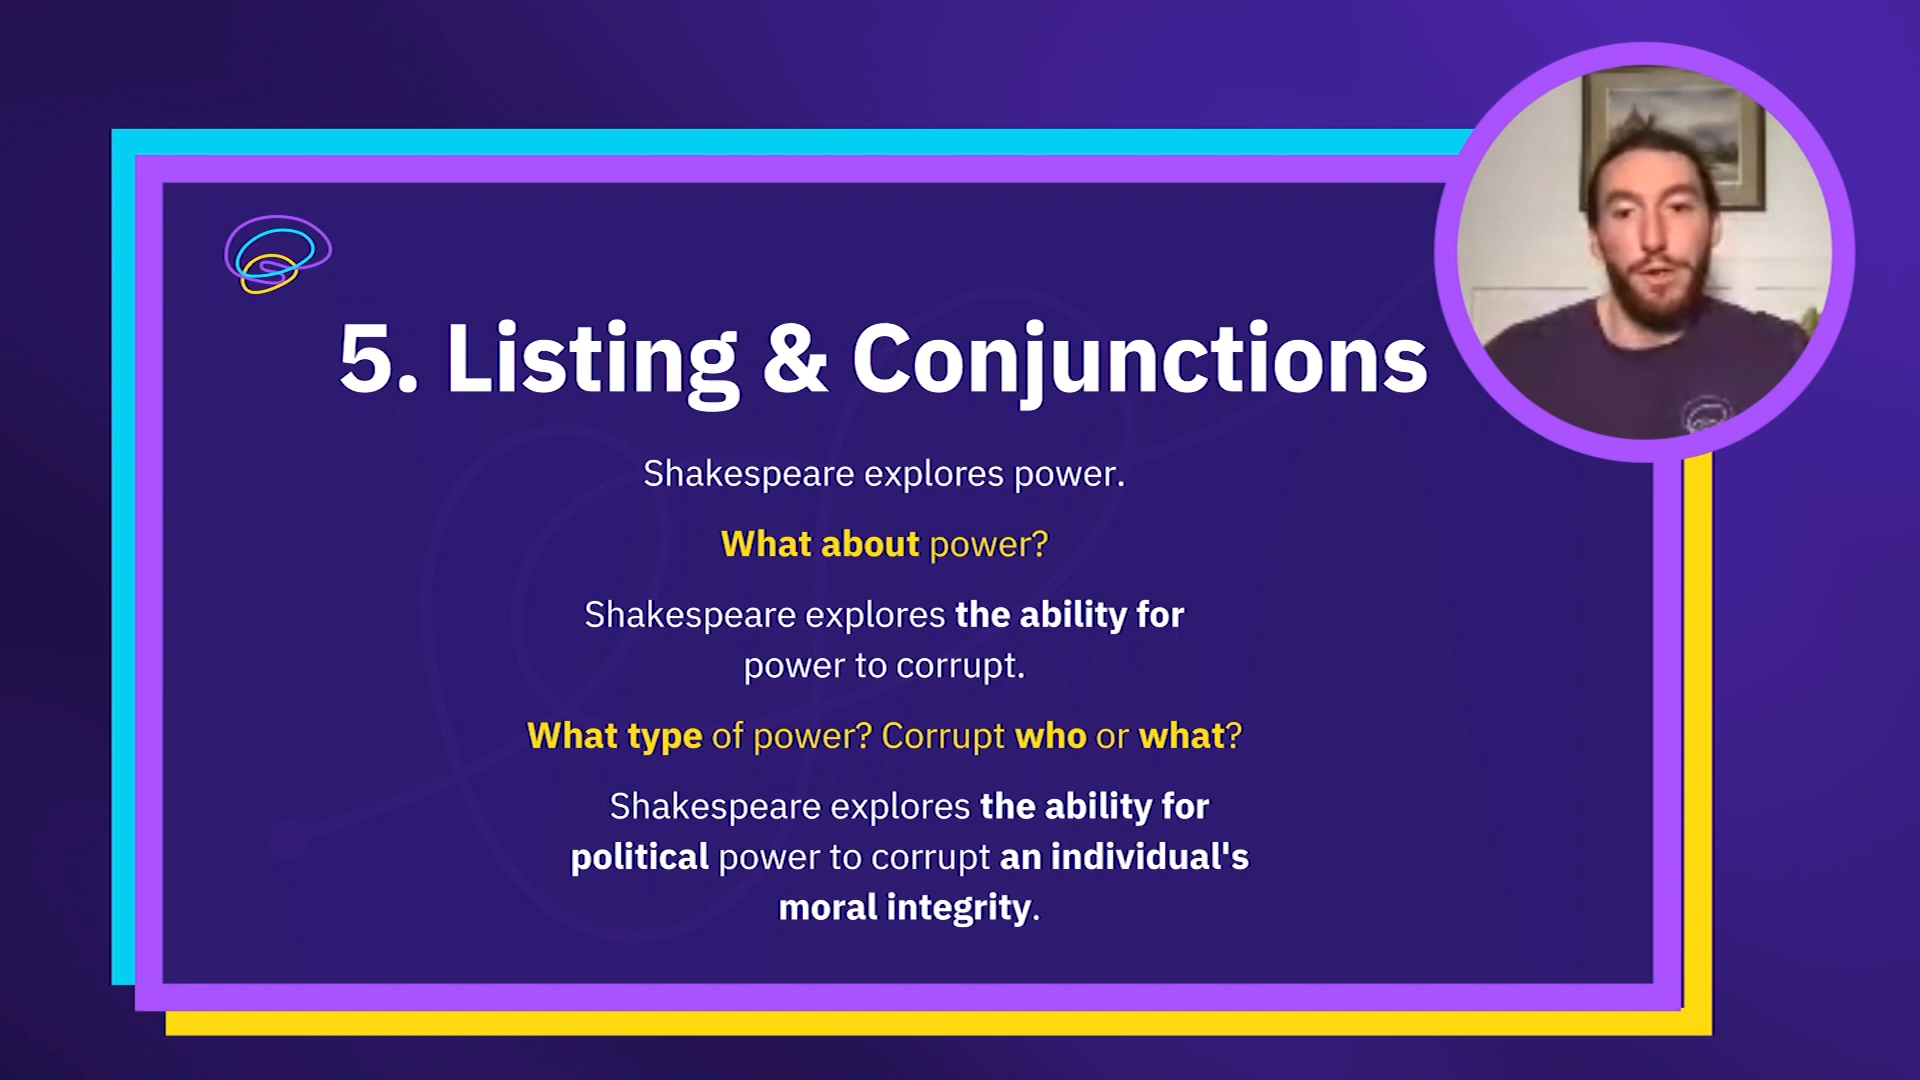 5. Listing & Conjunctions
Shakespeare explores power.
What about power?
Shakespeare explores the ability for
power to corrupt.
What type of power? Corrupt who or what?
Shakespeare explores the ability for
political power to corrupt an individual's
moral integrity.